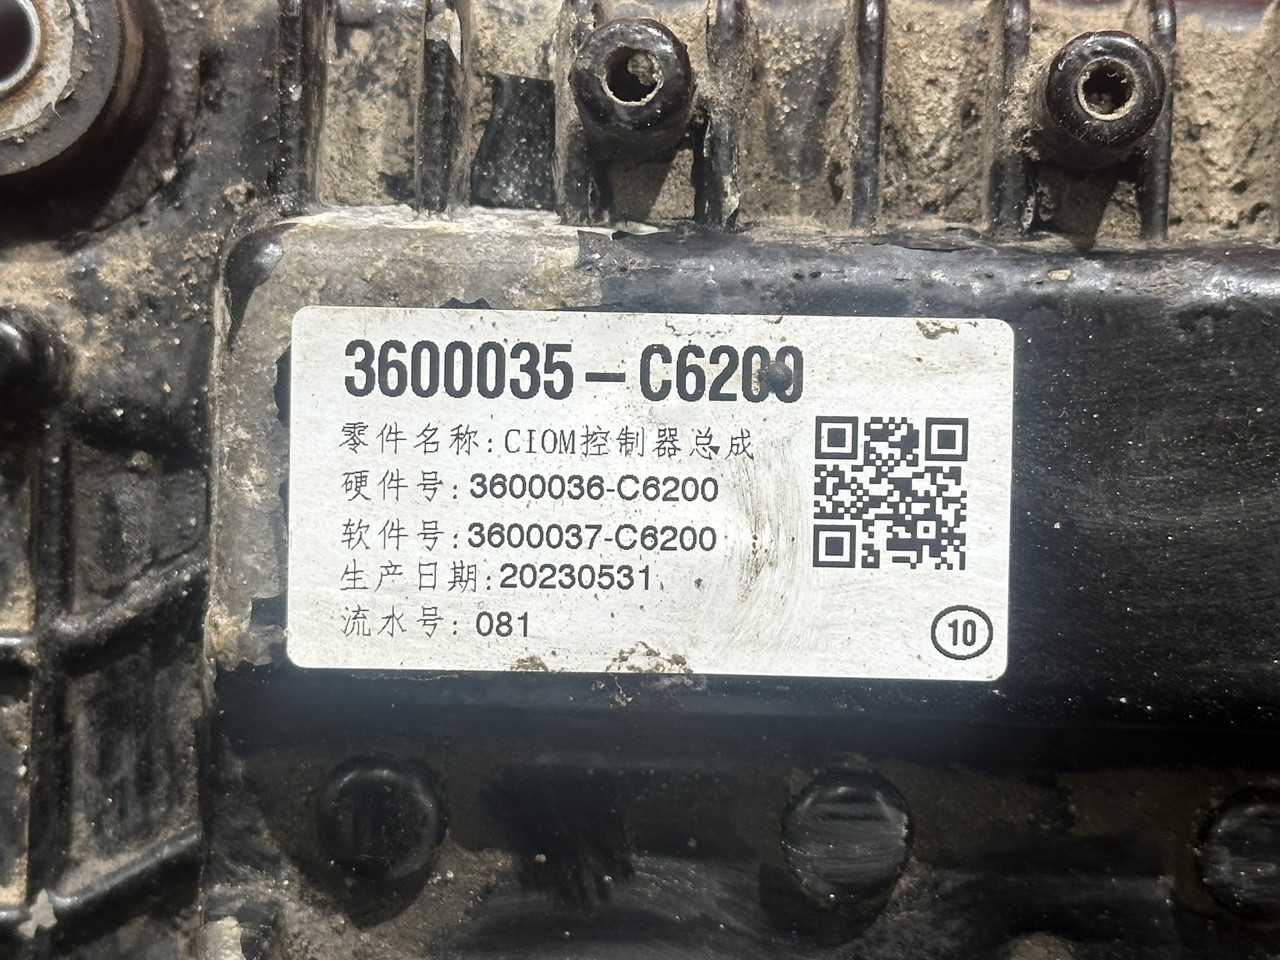 3600035-C6200
零件名称:CIOM控制器总成
硬件号:3600036-C6200
软件号:3600037-C6200
生产日期:20230531
流水号:081
10